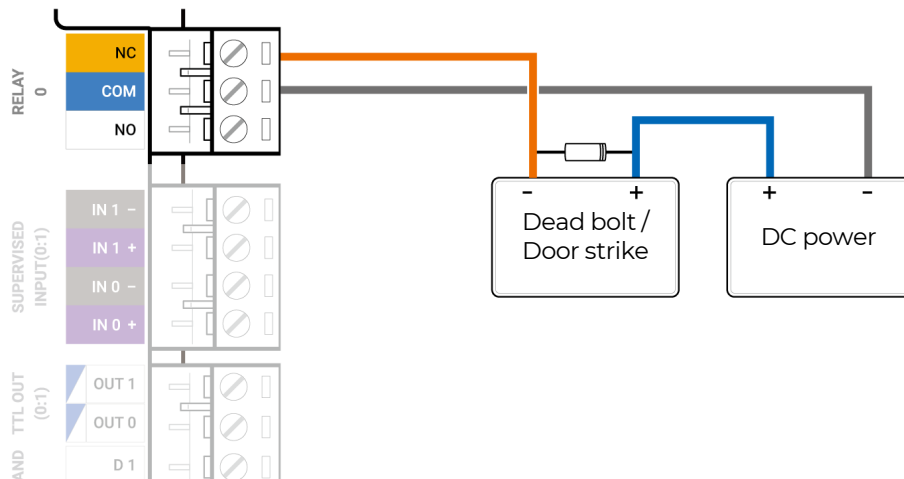 RELAY
0
NC
COM
NO
-
+
Dead bolt /
Door strike
+
-
DC power
SUPERVISED
INPUT(0:1)
IN 1 -
IN 1 +
IN 0 -
IN 0 +
TTL OUT
(0:1)
OUT 1
OUT 0
AND
D 1